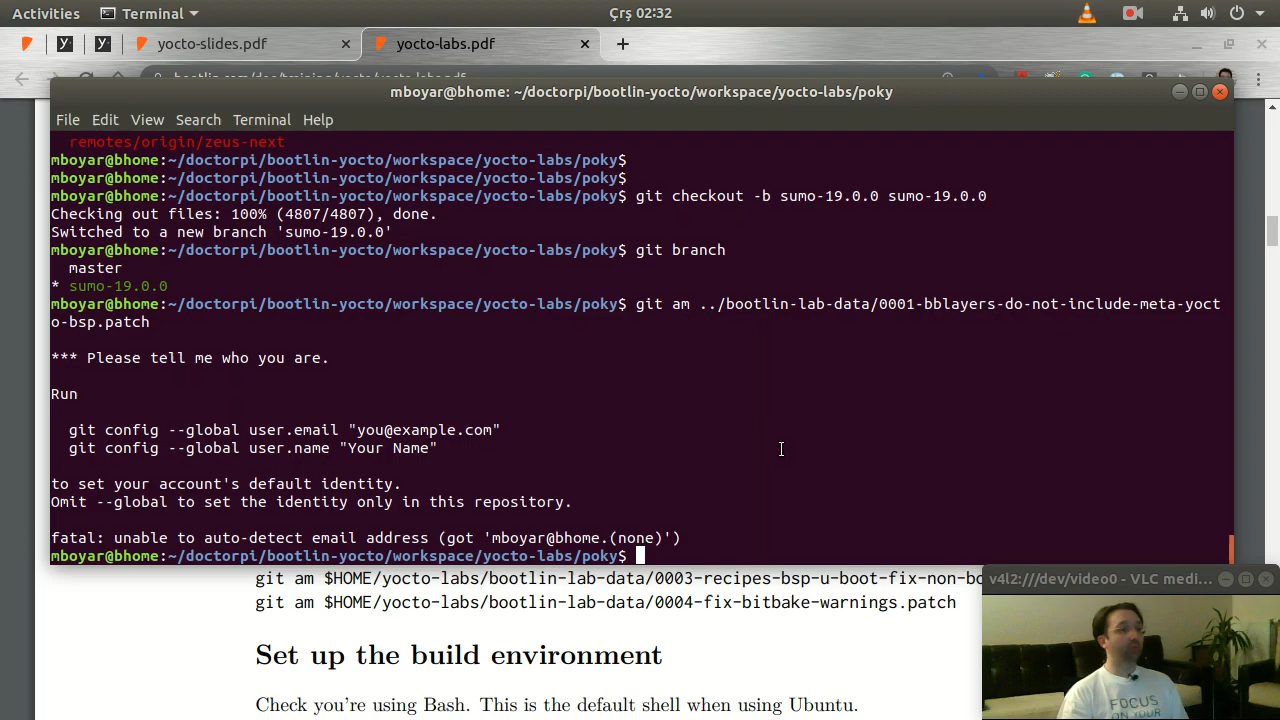 Activities Terminal Çrş 02:32
yocto-slides.pdf × yocto-labs.pdf × +
mboyar@bhome: ~/doctorpi/bootlin-yocto/workspace/yocto-labs/poky
File Edit View Search Terminal Help
remotes/origin/zeus-next
mboyar@bhome:~/doctorpi/bootlin-yocto/workspace/yocto-labs/poky$
mboyar@bhome:~/doctorpi/bootlin-yocto/workspace/yocto-labs/poky$
mboyar@bhome:~/doctorpi/bootlin-yocto/workspace/yocto-labs/poky$ git checkout -b sumo-19.0.0 sumo-19.0.0
Checking out files: 100% (4807/4807), done.
Switched to a new branch 'sumo-19.0.0'
mboyar@bhome:~/doctorpi/bootlin-yocto/workspace/yocto-labs/poky$ git branch
master
* sumo-19.0.0
mboyar@bhome:~/doctorpi/bootlin-yocto/workspace/yocto-labs/poky$ git am ../bootlin-lab-data/0001-bblayers-do-not-include-meta-yoct
o-bsp.patch
*** Please tell me who you are.
Run
git config --global user.email "you@example.com"
git config --global user.name "Your Name"
to set your account's default identity.
Omit --global to set the identity only in this repository.
fatal: unable to auto-detect email address (got 'mboyar@bhome.(none)')
mboyar@bhome:~/doctorpi/bootlin-yocto/workspace/yocto-labs/poky$
git am $HOME/yocto-labs/bootlin-lab-data/0003-recipes-bsp-u-boot-fix-non-bo
v4l2:///dev/video0 - VLC medi...
git am $HOME/yocto-labs/bootlin-lab-data/0004-fix-bitbake-warnings.patch
Set up the build environment
Check you're using Bash. This is the default shell when using Ubuntu.
FOCUS
ON YOUR